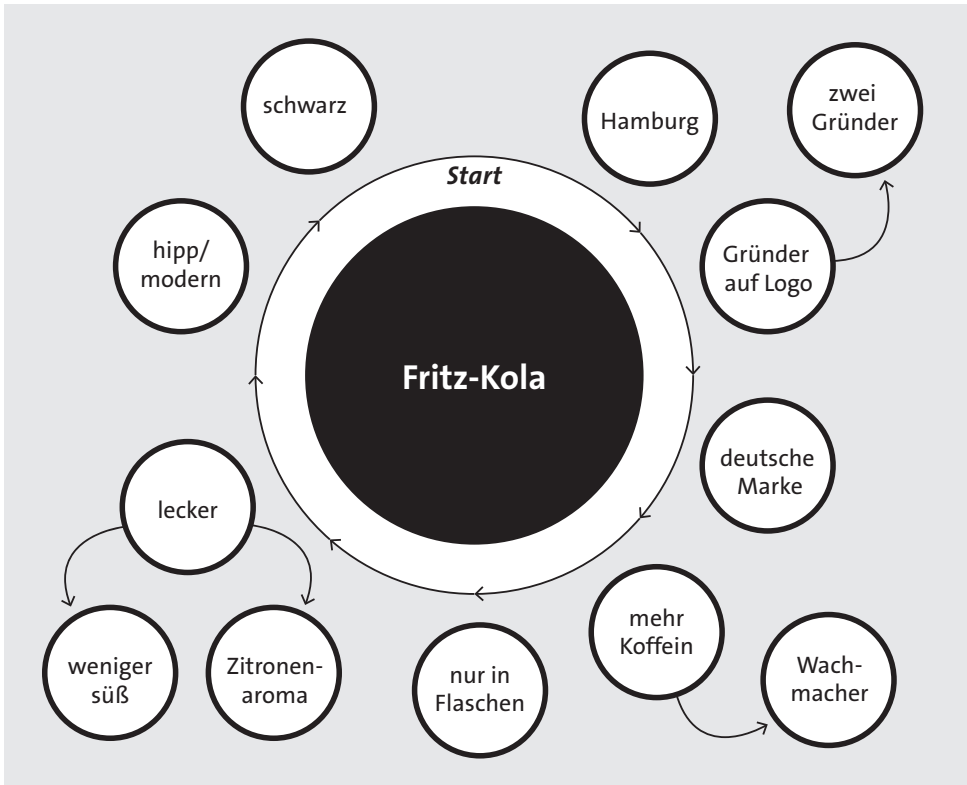 Start
Fritz-Kola
Hamburg
zwei
Gründer
Gründer
auf Logo
deutsche
Marke
mehr
Koffein
Wach-
macher
nur in
Flaschen
lecker
weniger
süß
Zitronen-
aroma
hipp/
modern
schwarz